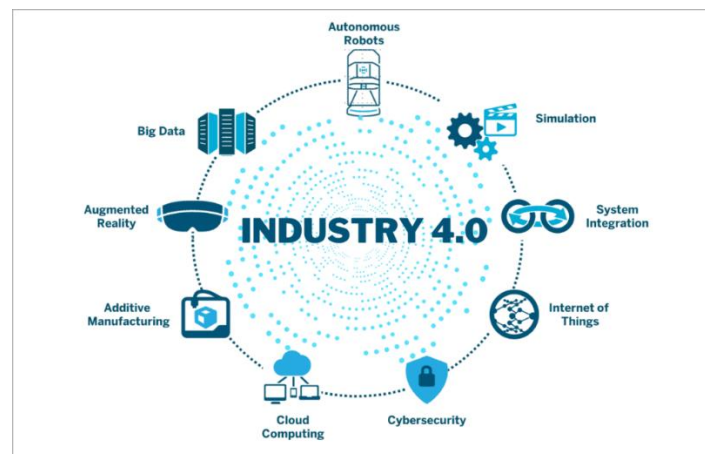 Autonomous
Robots
Big Data
Simulation
Augmented
Reality
INDUSTRY 4.0
System
Integration
Additive
Manufacturing
Internet of
Things
Cloud
Computing
Cybersecurity